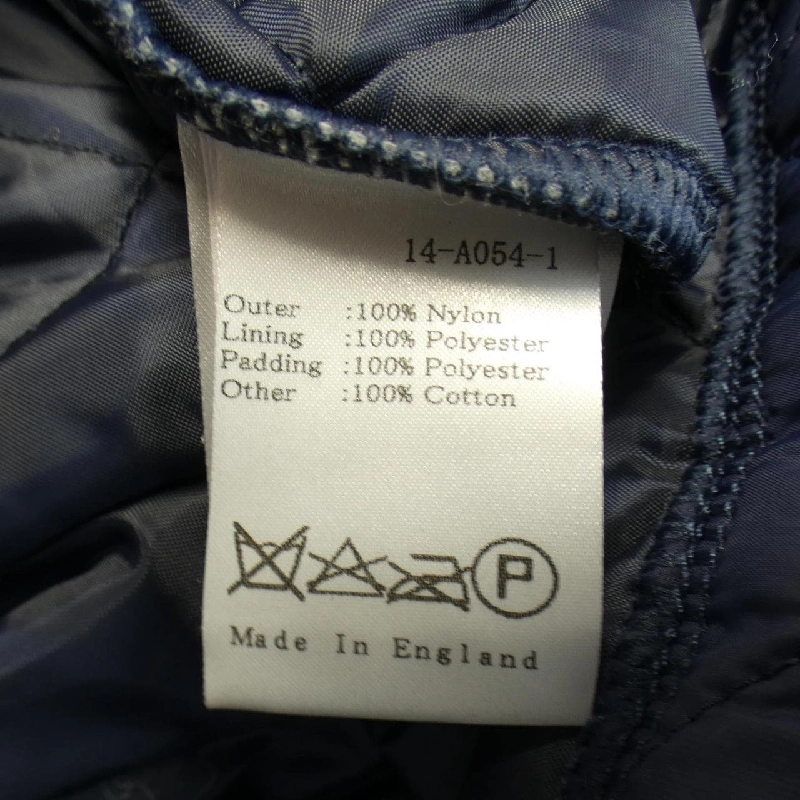 14-A054-1
Outer :100% Nylon
Lining :100% Polyester
Padding :100% Polyester
Other :100% Cotton
P
Made In England